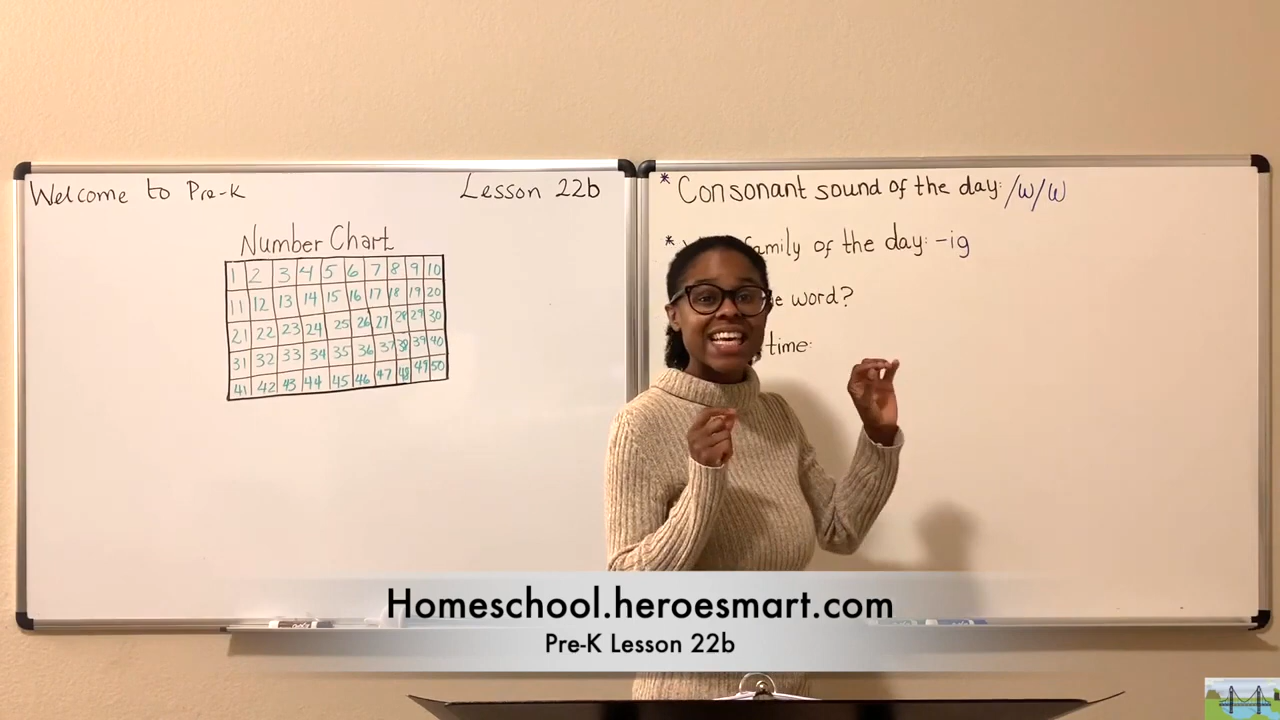 Welcome to Pre-K
Lesson 22b
Number Chart
1 2 3 4 5 6 7 8 9 10
11 12 13 14 15 16 17 18 19 20
21 22 23 24 25 26 27 28 29 30
31 32 33 34 35 36 37 38 39 40
41 42 43 44 45 46 47 48 49 50
* Consonant sound of the day: /w/w
* family of the day: -ig
word?
time:
Homeschool.heroesmart.com
Pre-K Lesson 22b